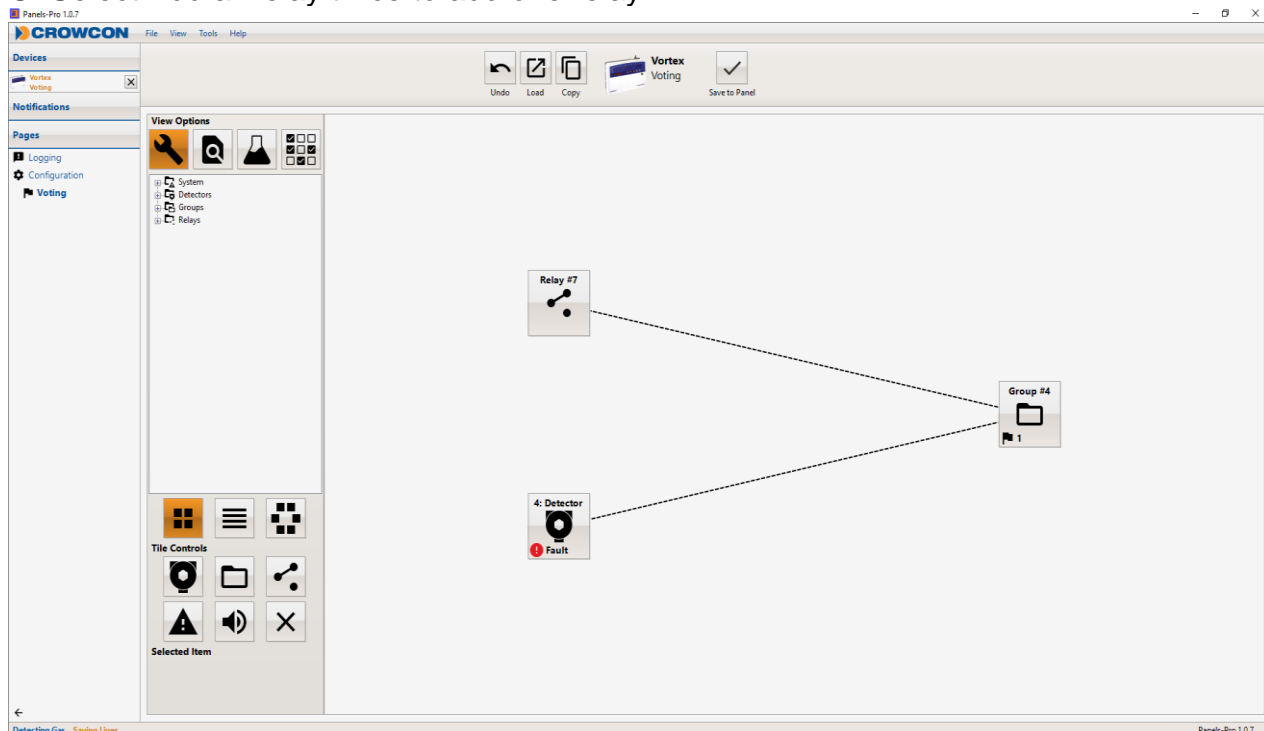 Panels-Pro 1.0.7
CROWCON
File View Tools Help
Devices
Vortex
Voting
Notifications
Pages
Logging
Configuration
Voting
Undo
Load
Copy
Vortex
Voting
Save to Panel
View Options
System
Detectors
Groups
Relays
Tile Controls
Selected Item
Relay #7
Group #4
1
4: Detector
Fault
Detecting Gas Saving Lives
Panels-Pro 1.0.7